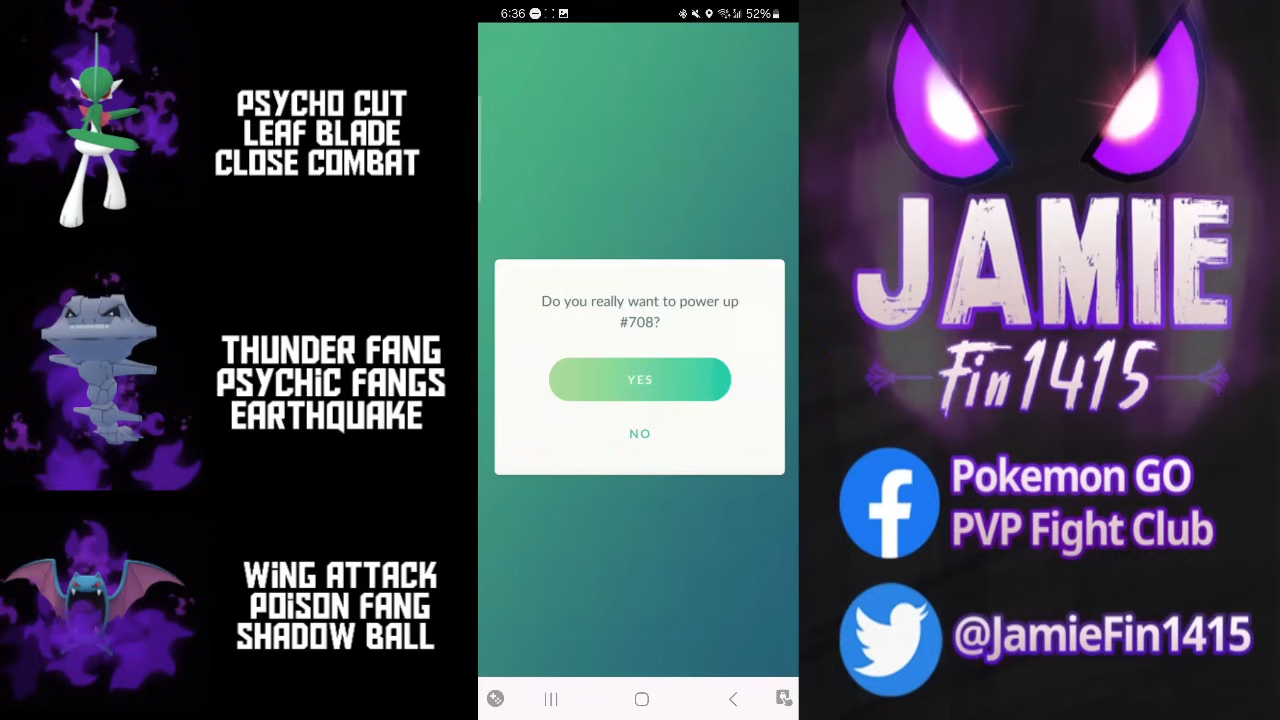 PSYCHO CUT
LEAF BLADE
CLOSE COMBAT
THUNDER FANG
PSYCHiC FANGS
EARTHQUAKE
WiNG ATTACK
POiSON FANG
SHADOW BALL
6:36
52%
Do you really want to power up
#708?
YES
NO
JAMIE
Fin1415
Pokemon GO
PVP Fight Club
@JamieFin1415